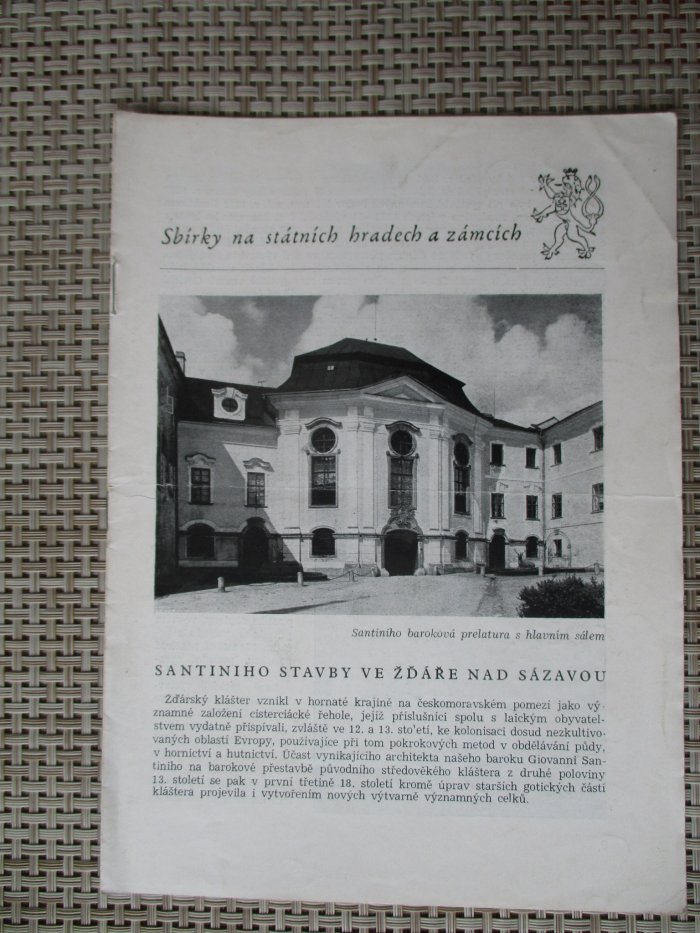 Sbírky na státních hradech a zámcích
Santiniho baroková prelatura s hlavním sálem
SANTINIHO STAVBY VE ŽĎÁŘE NAD SÁZAVOU
Žďárský klášter vznikl v hornaté krajině na českomoravském pomezí jako vý-
znamné založení cisterciácké řehole, jejíž příslušníci spolu s laickým obyvatel-
stvem vydatně přispívali, zvláště ve 12. a 13. sto'etí, ke kolonisaci dosud nezkultivo-
vaných oblastí Evropy, používajíce při tom pokrokových metod v obdělávání půdy,
v hornictví a hutnictví. Účast vynikajícího architekta našeho baroku Giovanni San-
tiniho na barokové přestavbě původního středověkého kláštera z druhé poloviny
13. století se pak v první třetině 18. století kromě úprav starších gotických částí
kláštera projevila i vytvořením nových výtvarně významných celků.